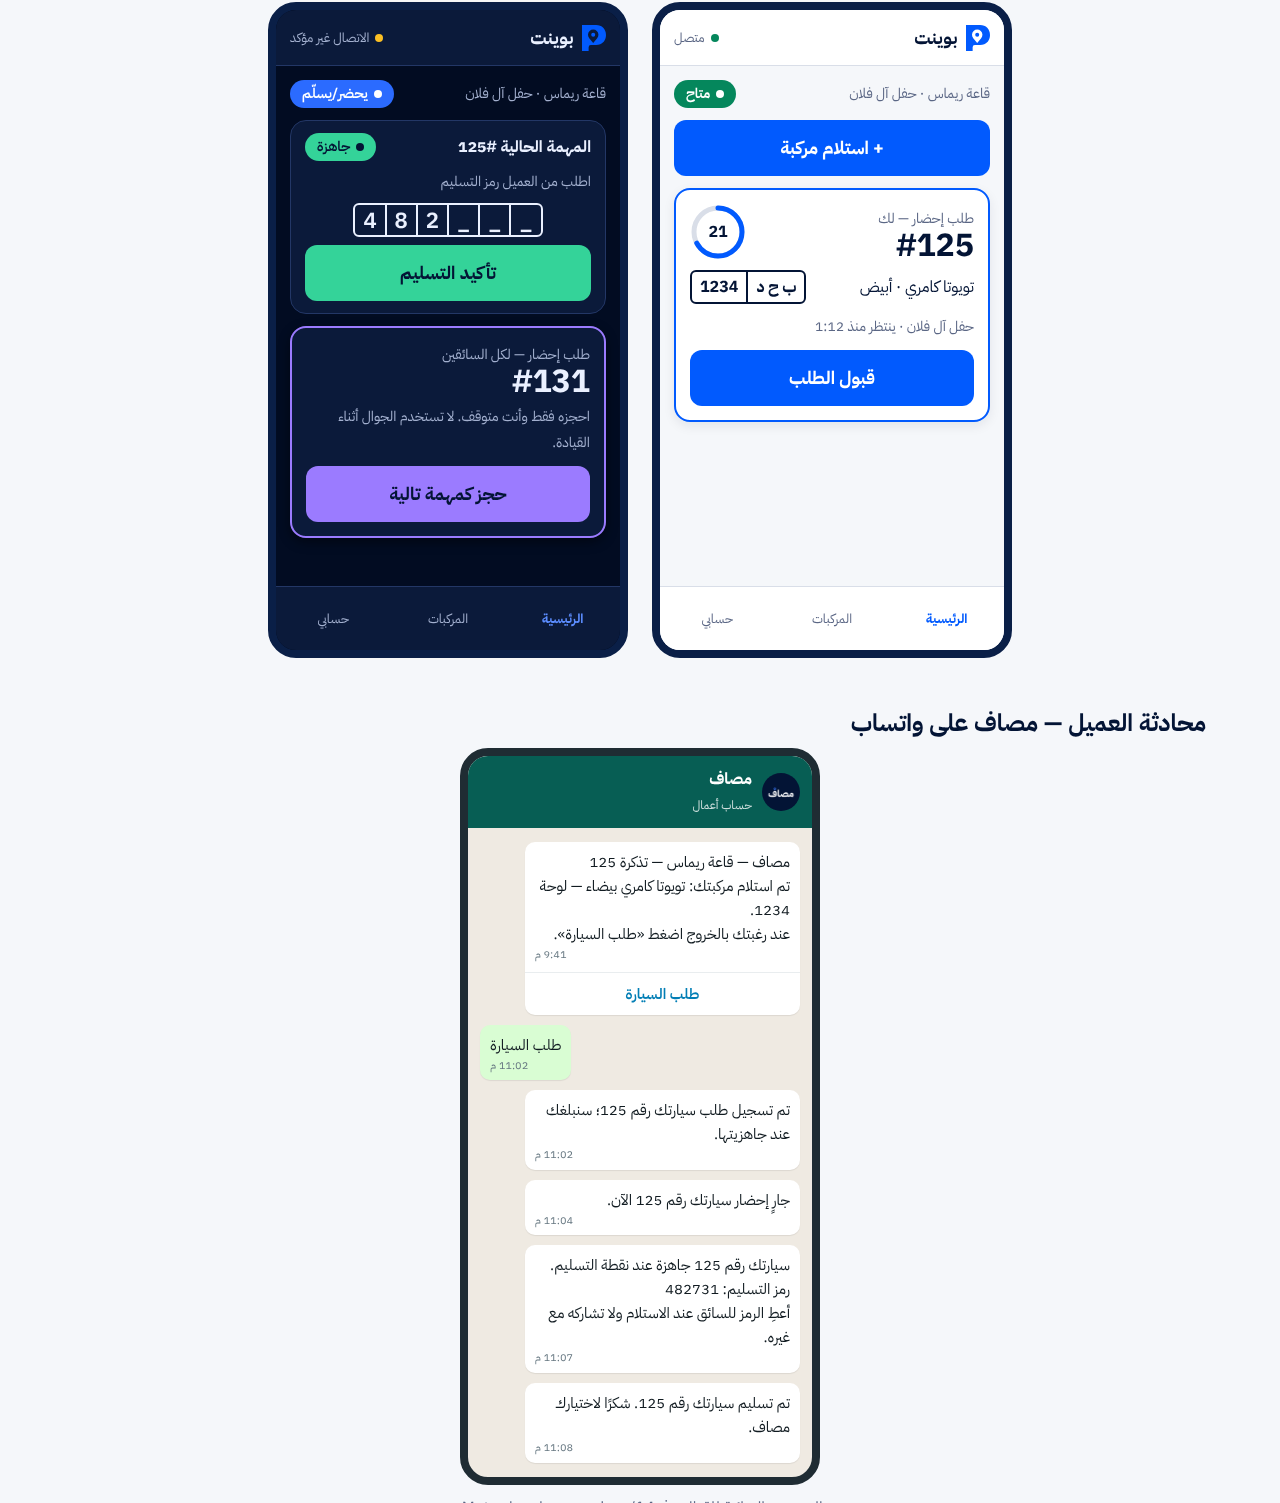 بوينت
متصل
قاعة ريماس · حفل آل فلان
متاح
+ استلام مركبة
طلب إحضار — لك
21
#125
تويوتا كامري · أبيض
ب ح د 1234
حفل آل فلان · ينتظر منذ 1:12
قبول الطلب
الرئيسية
المركبات
حسابي
بوينت
الاتصال غير مؤكد
قاعة ريماس · حفل آل فلان
يحضر/يسلّم
المهمة الحالية #125
جاهزة
اطلب من العميل رمز التسليم
4 8 2 _ _ _
تأكيد التسليم
طلب إحضار — لكل السائقين
#131
احجزه فقط وأنت متوقف. لا تستخدم الجوال أثناء
القيادة.
حجز كمهمة تالية
الرئيسية
المركبات
حسابي
محادثة العميل — مصاف على واتساب
مصاف
مصاف
حساب أعمال
مصاف — قاعة ريماس — تذكرة 125
تم استلام مركبتك: تويوتا كامري بيضاء — لوحة
1234.
عند رغبتك بالخروج اضغط «طلب السيارة».
9:41 م
طلب السيارة
طلب السيارة
11:02 م
تم تسجيل طلب سيارتك رقم 125؛ سنبلغك
عند جاهزيتها.
11:02 م
جارٍ إحضار سيارتك رقم 125 الآن.
11:04 م
سيارتك رقم 125 جاهزة عند نقطة التسليم.
رمز التسليم: 482731
أعطِ الرمز للسائق عند الاستلام ولا تشاركه مع
غيره.
11:07 م
تم تسليم سيارتك رقم 125. شكرًا لاختيارك
مصاف.
11:08 م